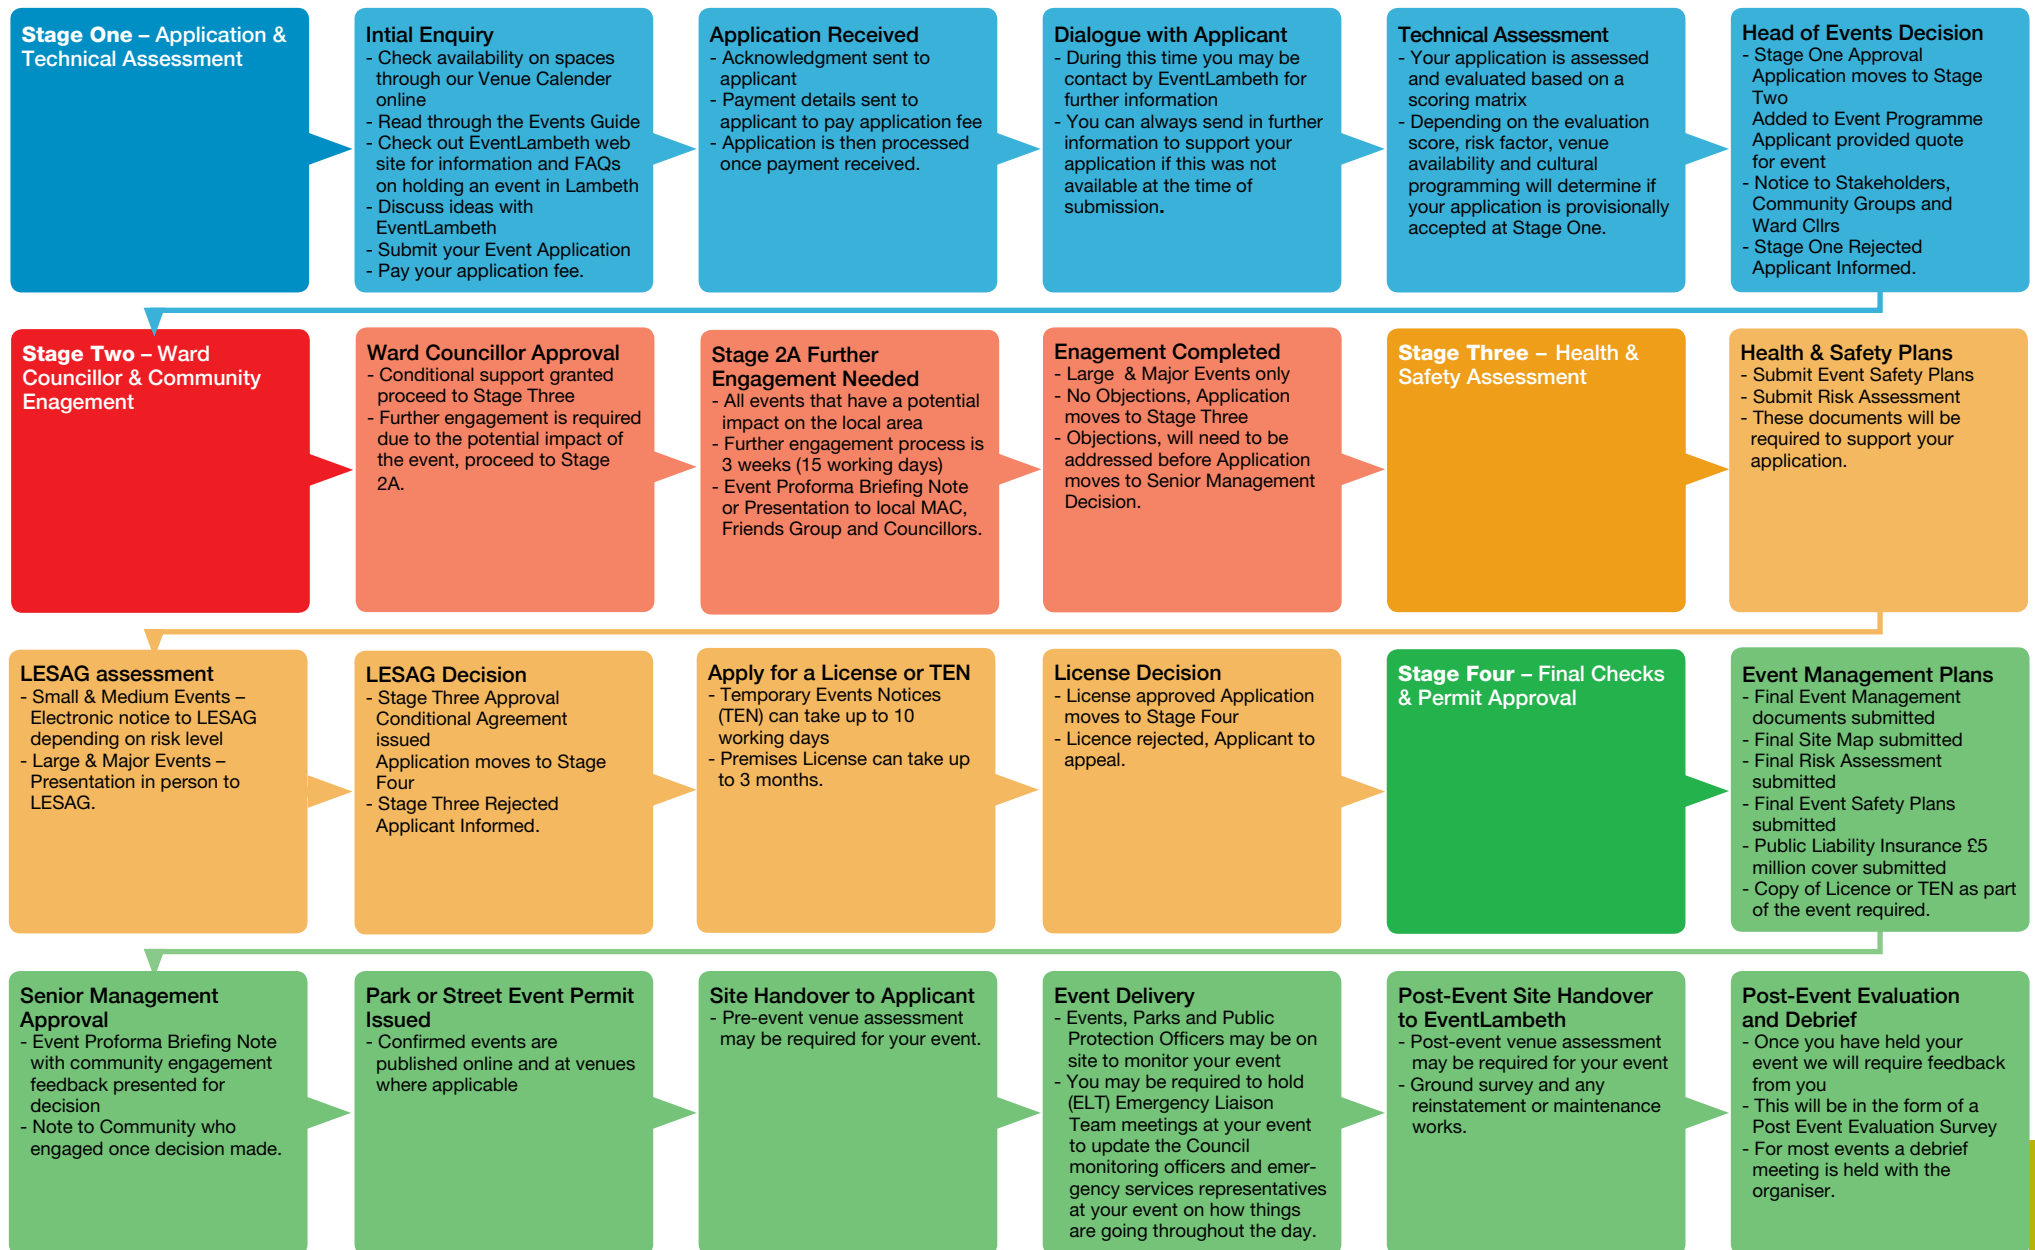 Stage One – Application &
Technical Assessment
Intial Enquiry
- Check availability on spaces
through our Venue Calender
online
- Read through the Events Guide
- Check out EventLambeth web
site for information and FAQs
on holding an event in Lambeth
- Discuss ideas with
EventLambeth
- Submit your Event Application
- Pay your application fee.
Application Received
- Acknowledgment sent to
applicant
- Payment details sent to
applicant to pay application fee
- Application is then processed
once payment received.
Dialogue with Applicant
- During this time you may be
contact by EventLambeth for
further information
- You can always send in further
information to support your
application if this was not
available at the time of
submission.
Technical Assessment
- Your application is assessed
and evaluated based on a
scoring matrix
- Depending on the evaluation
score, risk factor, venue
availability and cultural
programming will determine if
your application is provisionally
accepted at Stage One.
Head of Events Decision
- Stage One Approval
Application moves to Stage
Two
Added to Event Programme
Applicant provided quote
for event
- Notice to Stakeholders,
Community Groups and
Ward Cllrs
- Stage One Rejected
Applicant Informed.
Stage Two – Ward
Councillor & Community
Enagement
Ward Councillor Approval
- Conditional support granted
proceed to Stage Three
- Further engagement is required
due to the potential impact of
the event, proceed to Stage
2A.
Stage 2A Further
Engagement Needed
- All events that have a potential
impact on the local area
- Further engagement process is
3 weeks (15 working days)
- Event Proforma Briefing Note
or Presentation to local MAC,
Friends Group and Councillors.
Enagement Completed
- Large & Major Events only
- No Objections, Application
moves to Stage Three
- Objections, will need to be
addressed before Application
moves to Senior Management
Decision.
Stage Three – Health &
Safety Assessment
Health & Safety Plans
- Submit Event Safety Plans
- Submit Risk Assessment
- These documents will be
required to support your
application.
LESAG assessment
- Small & Medium Events –
Electronic notice to LESAG
depending on risk level
- Large & Major Events –
Presentation in person to
LESAG.
LESAG Decision
- Stage Three Approval
Conditional Agreement
issued
Application moves to Stage
Four
- Stage Three Rejected
Applicant Informed.
Apply for a License or TEN
- Temporary Events Notices
(TEN) can take up to 10
working days
- Premises License can take up
to 3 months.
License Decision
- License approved Application
moves to Stage Four
- Licence rejected, Applicant to
appeal.
Stage Four – Final Checks
& Permit Approval
Event Management Plans
- Final Event Management
documents submitted
- Final Site Map submitted
- Final Risk Assessment
submitted
- Final Event Safety Plans
submitted
- Public Liability Insurance £5
million cover submitted
- Copy of Licence or TEN as part
of the event required.
Senior Management
Approval
- Event Proforma Briefing Note
with community engagement
feedback presented for
decision
- Note to Community who
engaged once decision made.
Park or Street Event Permit
Issued
- Confirmed events are
published online and at venues
where applicable
Site Handover to Applicant
- Pre-event venue assessment
may be required for your event.
Event Delivery
- Events, Parks and Public
Protection Officers may be on
site to monitor your event
- You may be required to hold
(ELT) Emergency Liaison
Team meetings at your event
to update the Council
monitoring officers and emer-
gency services representatives
at your event on how things
are going throughout the day.
Post-Event Site Handover
to EventLambeth
- Post-event venue assessment
may be required for your event
- Ground survey and any
reinstatement or maintenance
works.
Post-Event Evaluation
and Debrief
- Once you have held your
event we will require feedback
from you
- This will be in the form of a
Post Event Evaluation Survey
- For most events a debrief
meeting is held with the
organiser.